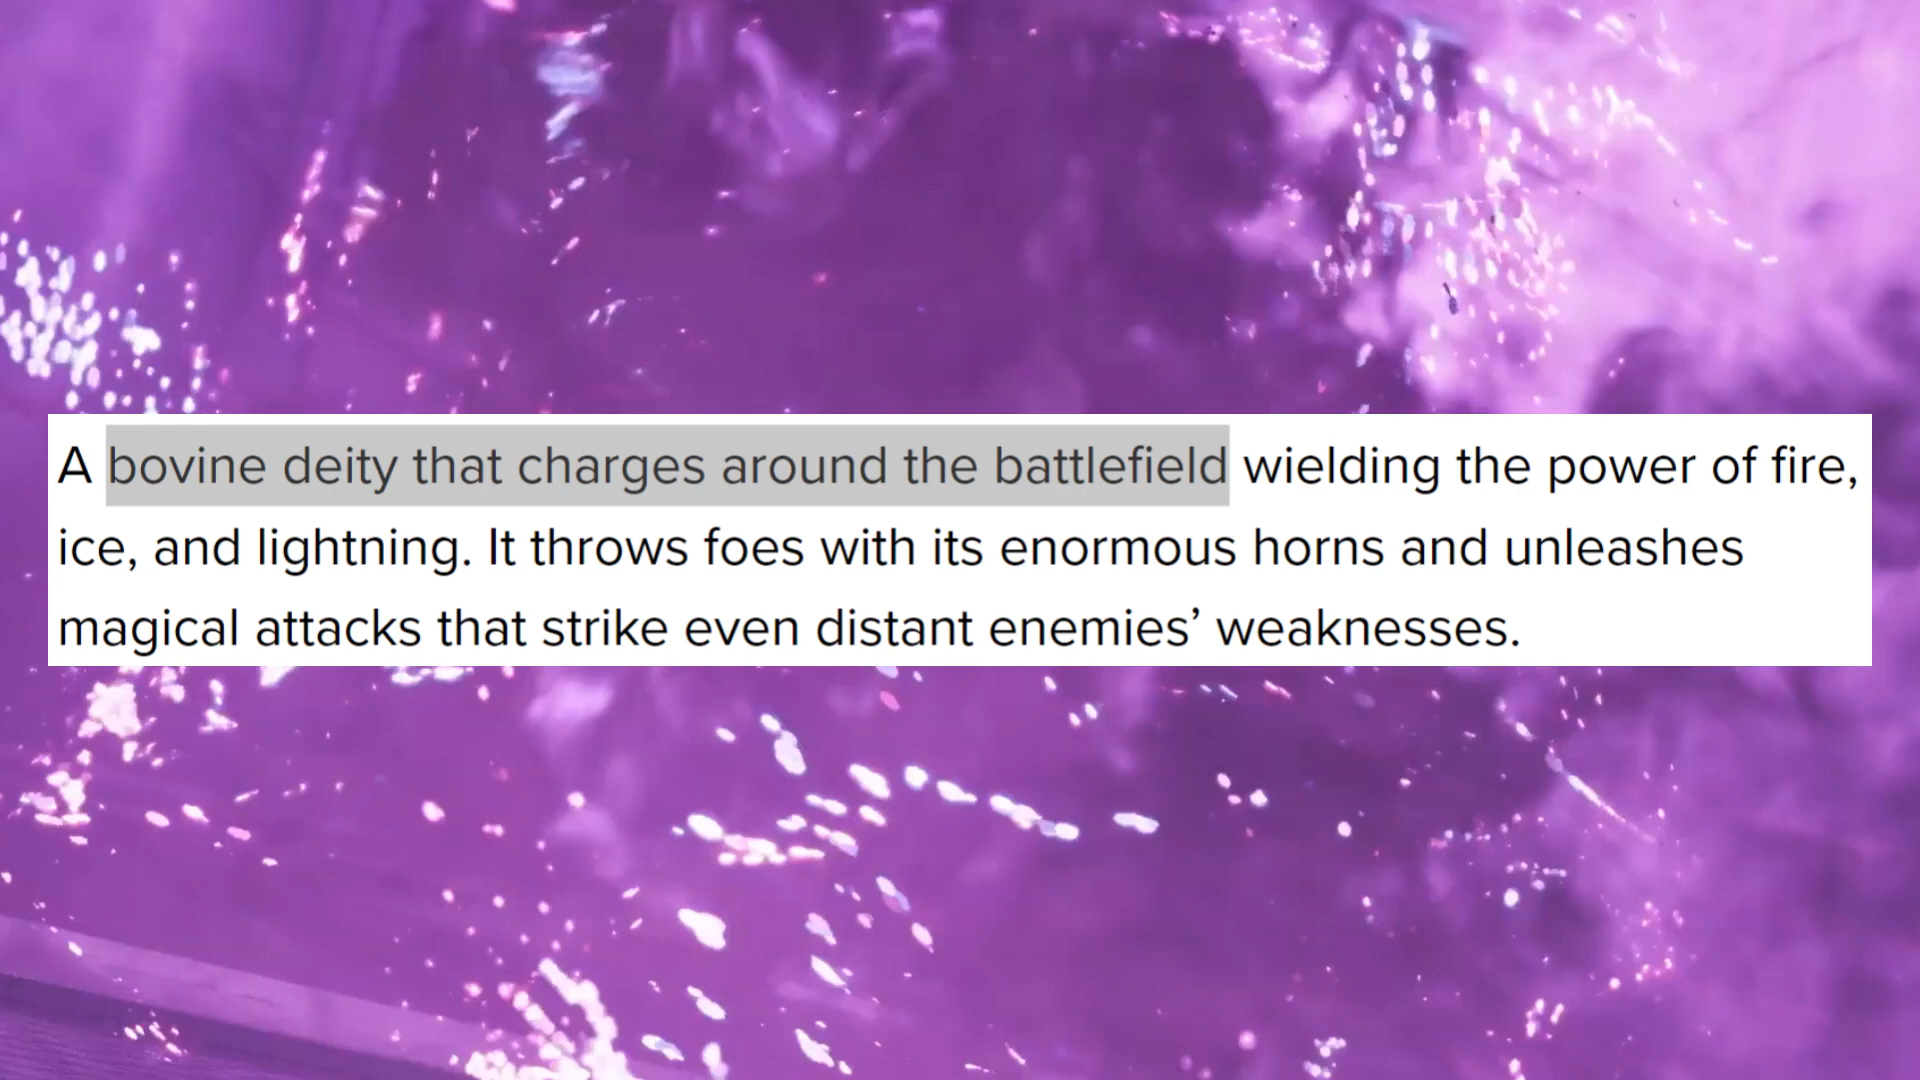 A bovine deity that charges around the battlefield wielding the power of fire,
ice, and lightning. It throws foes with its enormous horns and unleashes
magical attacks that strike even distant enemies’ weaknesses.